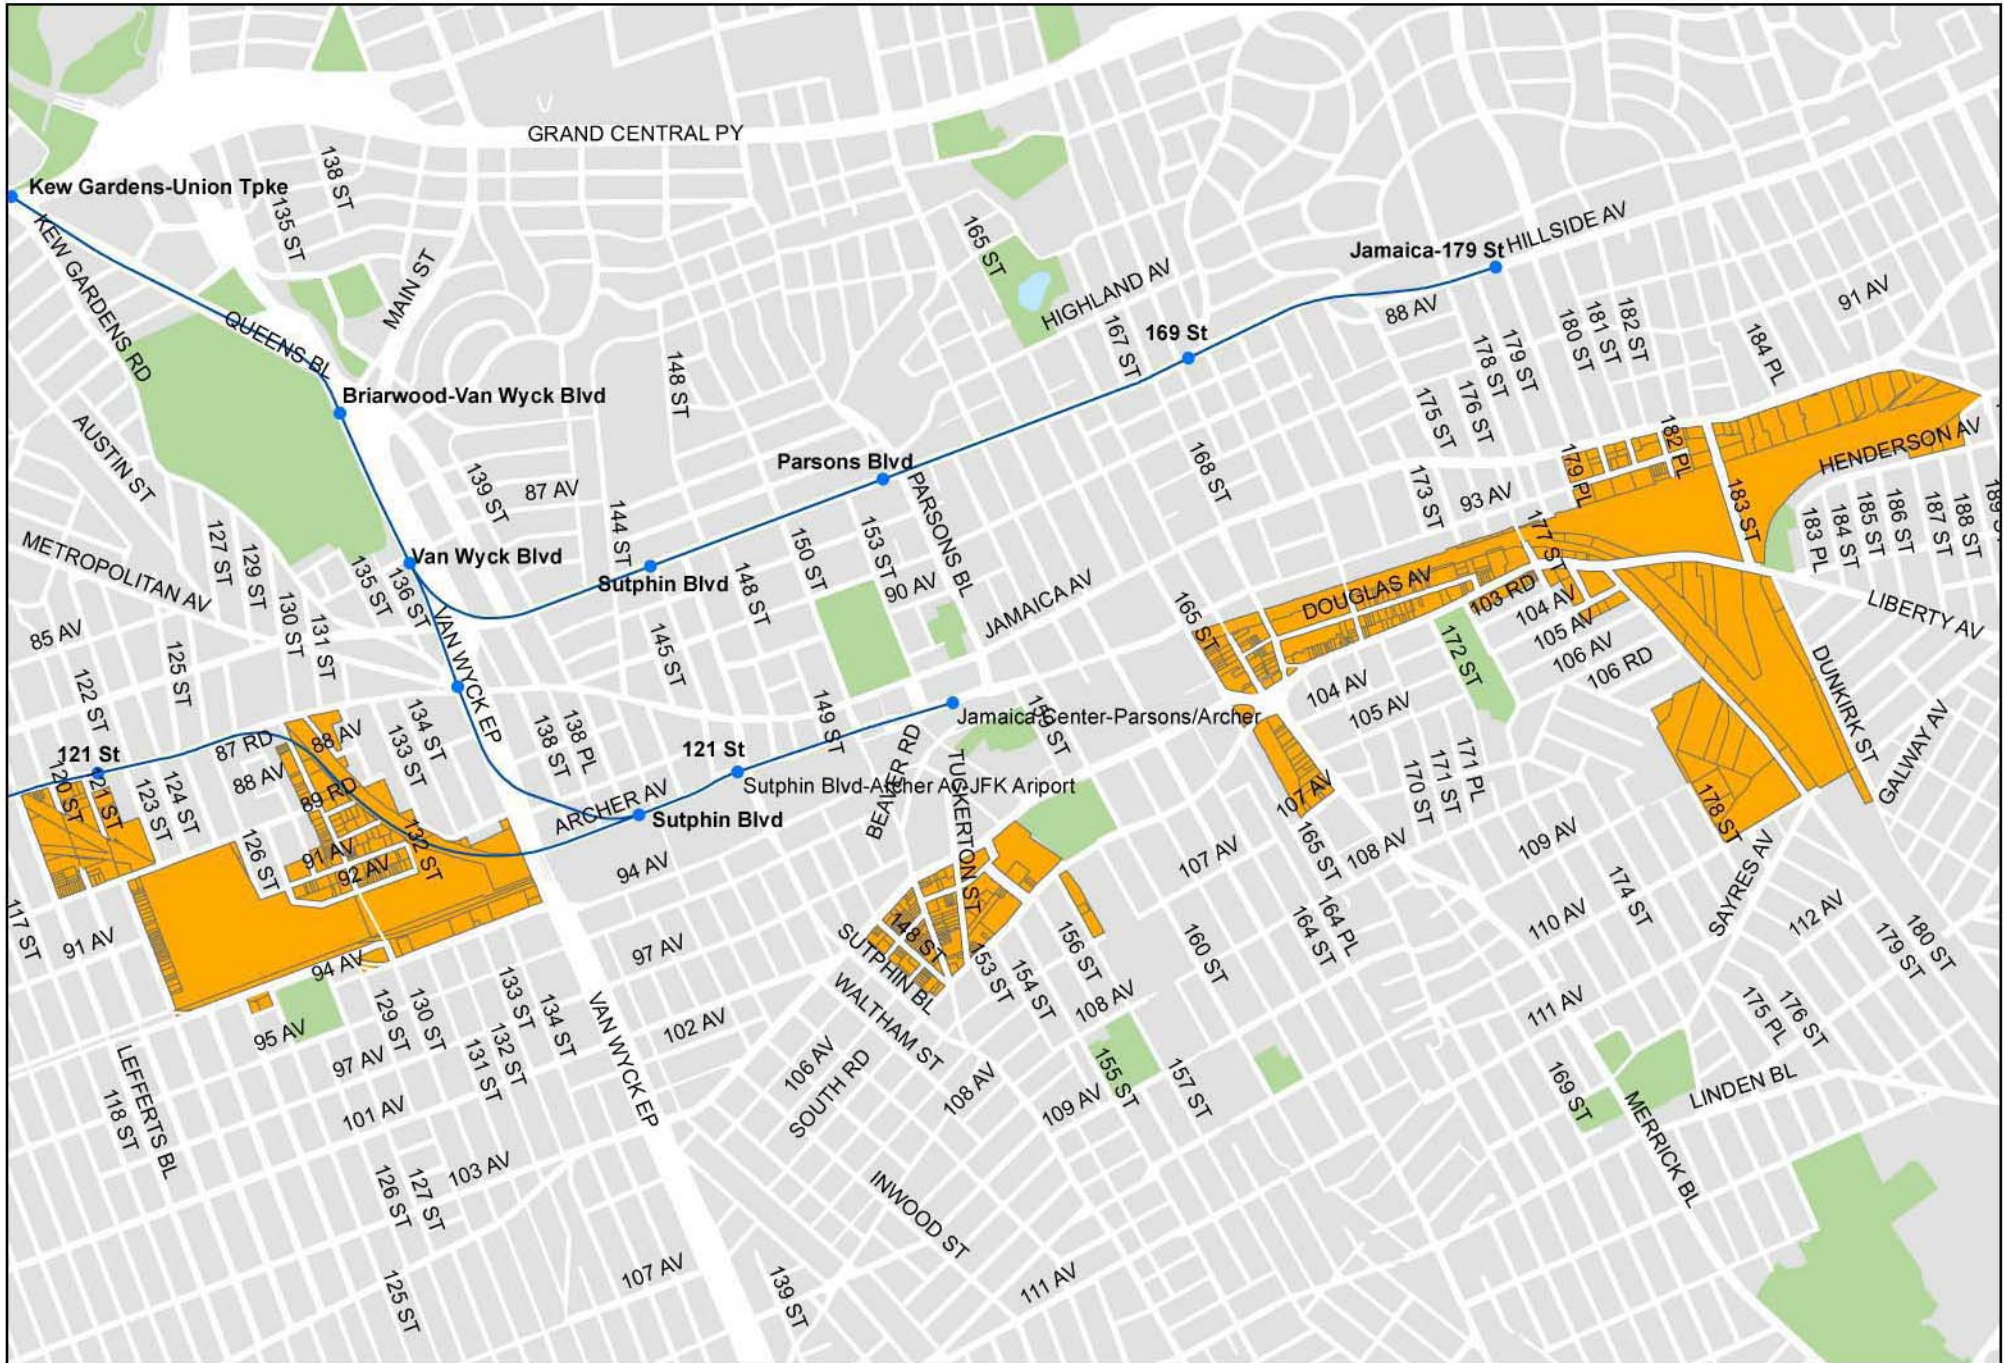 GRAND CENTRAL PY
Kew Gardens-Union Tpke
138 ST
135 ST
KEW GARDENS RD
MAIN ST
QUEENS BL
165 ST
HIGHLAND AV
Jamaica-179 St
HILLSIDE AV
88 AV
91 AV
167 ST
169 St
178 ST
179 ST
180 ST
181 ST
182 ST
184 PL
148 ST
Briarwood-Van Wyck Blvd
AUSTIN ST
175 ST
176 ST
182 PL
HENDERSON AV
Parsons Blvd
PARSONS BL
168 ST
139 ST
87 AV
173 ST
93 AV
179 PL
183 ST
183 PL
184 ST
185 ST
186 ST
187 ST
188 ST
METROPOLITAN AV
127 ST
129 ST
144 ST
150 ST
153 ST
90 AV
177 ST
Van Wyck Blvd
Sutphin Blvd
135 ST
136 ST
148 ST
JAMAICA AV
DOUGLAS AV
103 RD
104 AV
105 AV
106 AV
106 RD
LIBERTY AV
85 AV
130 ST
131 ST
VAN WYCK EP
145 ST
165 ST
172 ST
122 ST
125 ST
104 AV
105 AV
DUNKIRK ST
GALWAY AV
134 ST
133 ST
138 ST
138 PL
149 ST
Jamaica Center-Parsons/Archer
87 RD
88 AV
88 AV
121 St
121 St
120 ST
121 ST
123 ST
124 ST
89 RD
ARCHER AV
Sutphin Blvd-Archer Av-JFK Ariport
BEAVER RD
TUCKERTON ST
107 AV
170 ST
171 ST
171 PL
Sutphin Blvd
178 ST
126 ST
91 AV
92 AV
132 ST
94 AV
107 AV
165 ST
108 AV
109 AV
SAYRES AV
117 ST
91 AV
94 AV
97 AV
SUTPHIN BL
148 ST
153 ST
154 ST
156 ST
160 ST
164 ST
164 PL
174 ST
110 AV
112 AV
179 ST
180 ST
WALTHAM ST
108 AV
111 AV
175 PL
176 ST
95 AV
97 AV
129 ST
130 ST
131 ST
132 ST
133 ST
134 ST
VAN WYCK EP
102 AV
106 AV
SOUTH RD
108 AV
109 AV
155 ST
157 ST
169 ST
MERRICK BL
LINDEN BL
LEFFERTS BL
118 ST
101 AV
103 AV
126 ST
127 ST
INWOOD ST
125 ST
107 AV
139 ST
111 AV